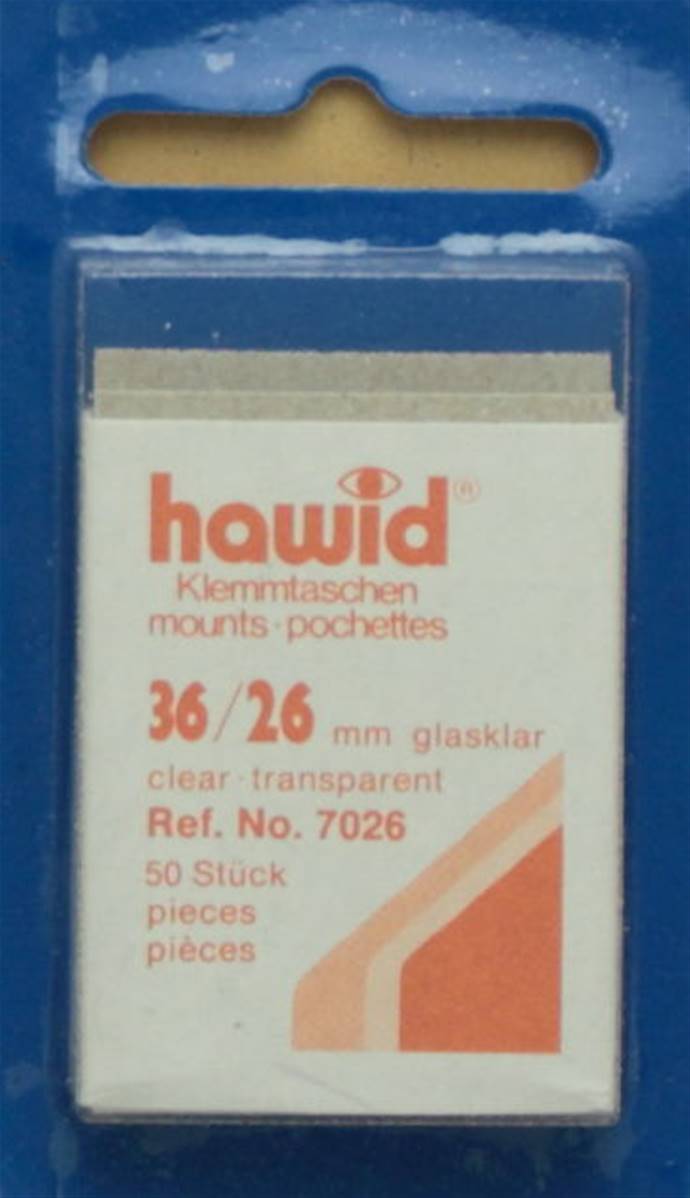 hawid®
Klemmtaschen
mounts·pochettes
36/26 mm glasklar
clear·transparent
Ref. No. 7026
50 Stück
pieces
pièces